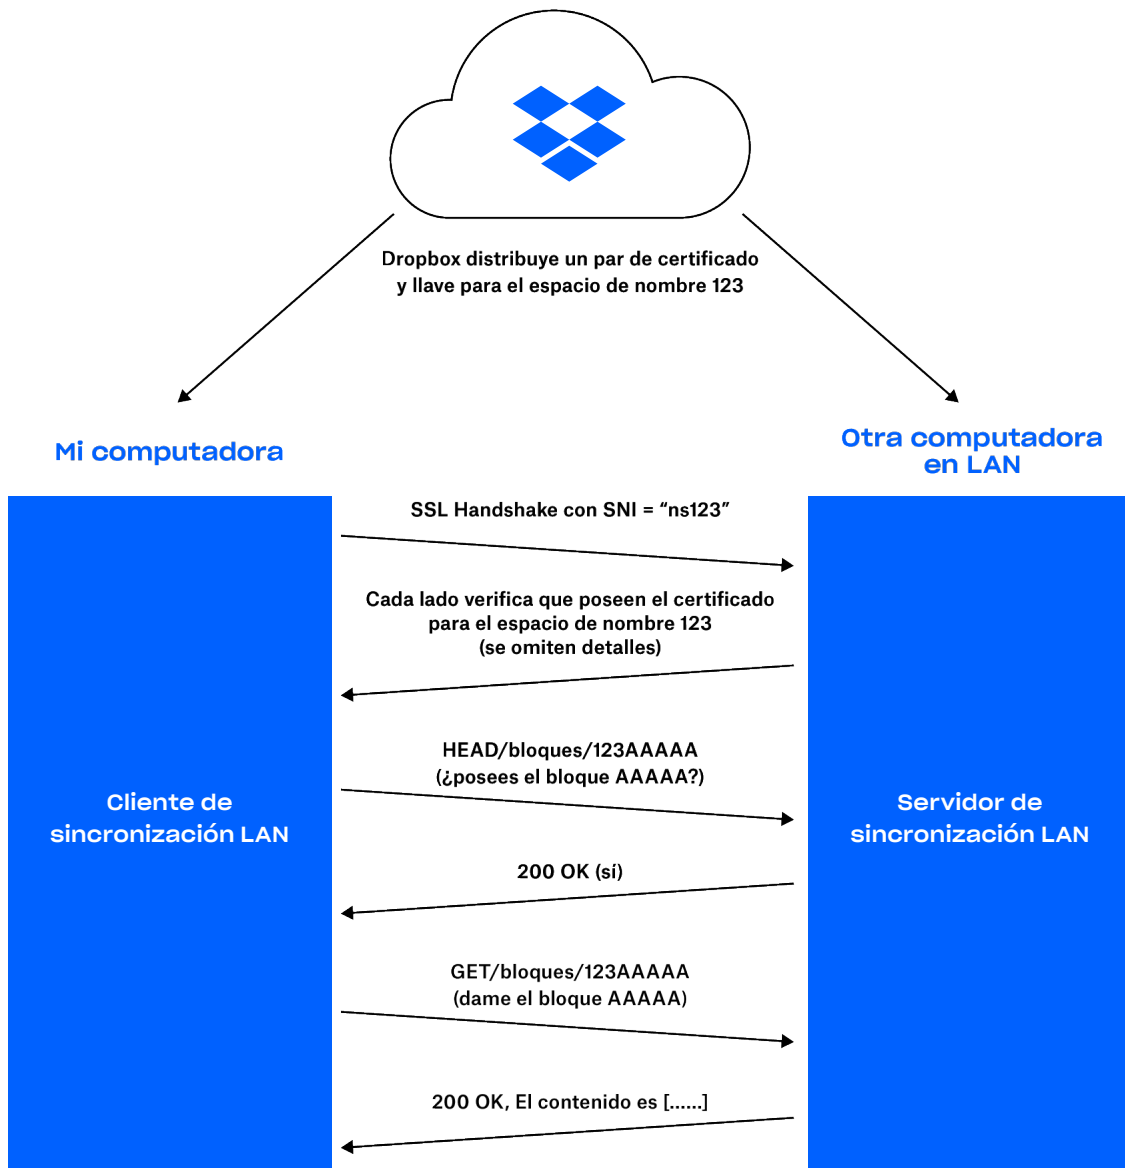 Dropbox distribuye un par de certificado
y llave para el espacio de nombre 123
Mi computadora
Otra computadora
en LAN
SSL Handshake con SNI = “ns123”
Cada lado verifica que poseen el certificado
para el espacio de nombre 123
(se omiten detalles)
HEAD/bloques/123AAAAA
(¿posees el bloque AAAAA?)
Cliente de
sincronización LAN
Servidor de
sincronización LAN
200 OK (sí)
GET/bloques/123AAAAA
(dame el bloque AAAAA)
200 OK, El contenido es [......]